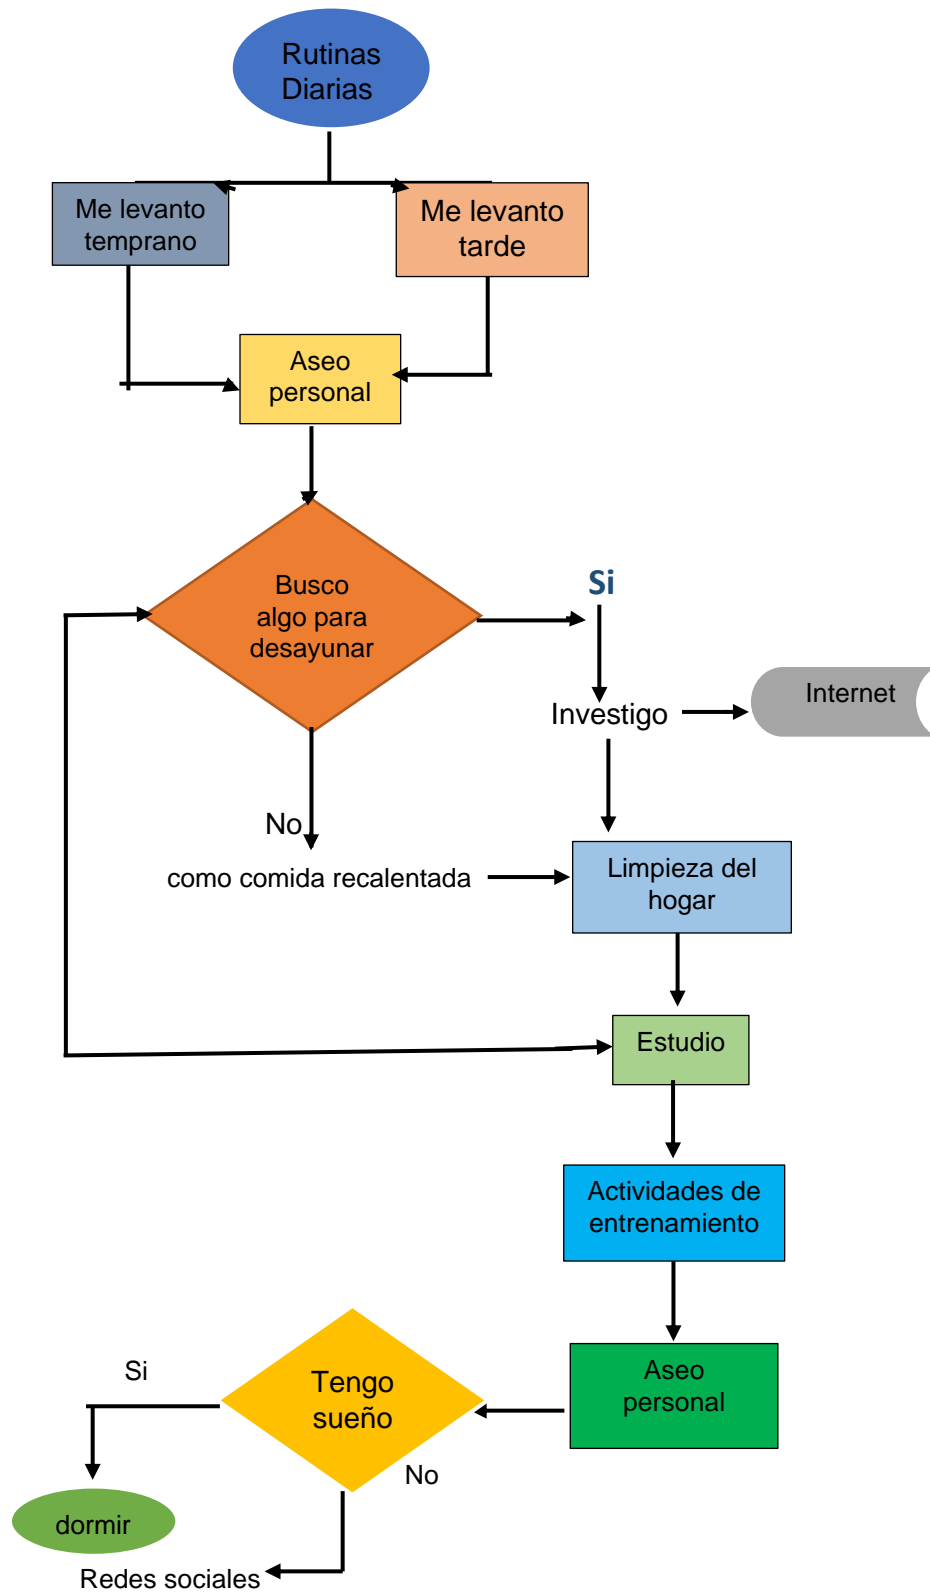 Rutinas
Diarias
Me levanto
temprano
Me levanto
tarde
Aseo
personal
Busco
algo para
desayunar
Si
Investigo
Internet
No
como comida recalentada
Limpieza del
hogar
Estudio
Actividades de
entrenamiento
Aseo
personal
Tengo
sueño
Si
No
dormir
Redes sociales